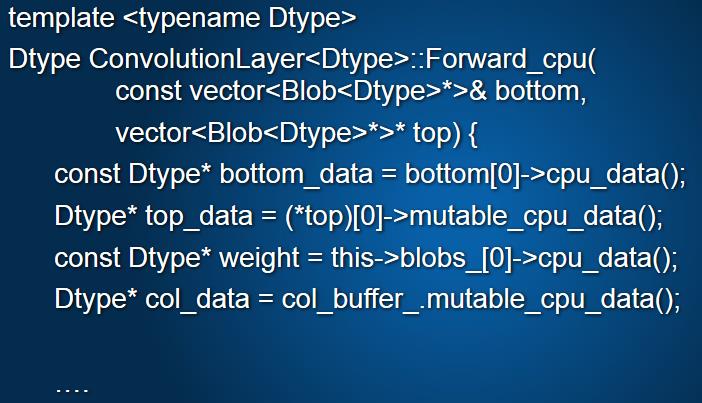 template <typename Dtype>
Dtype ConvolutionLayer<Dtype>::Forward_cpu(
const vector<Blob<Dtype>*>& bottom,
vector<Blob<Dtype>*>* top) {
const Dtype* bottom_data = bottom[0]->cpu_data();
Dtype* top_data = (*top)[0]->mutable_cpu_data();
const Dtype* weight = this->blobs_[0]->cpu_data();
Dtype* col_data = col_buffer_.mutable_cpu_data();
....